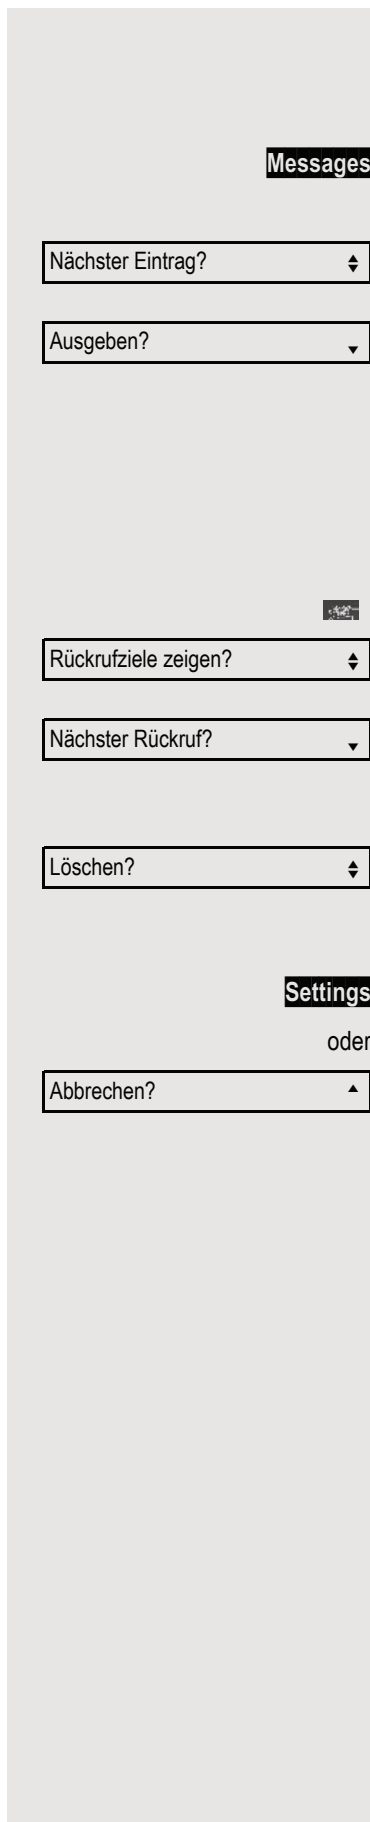 Messages
Nächster Eintrag?
Ausgeben?
Rückrufziele zeigen?
Nächster Rückruf?
Löschen?
Settings
oder
Abbrechen?